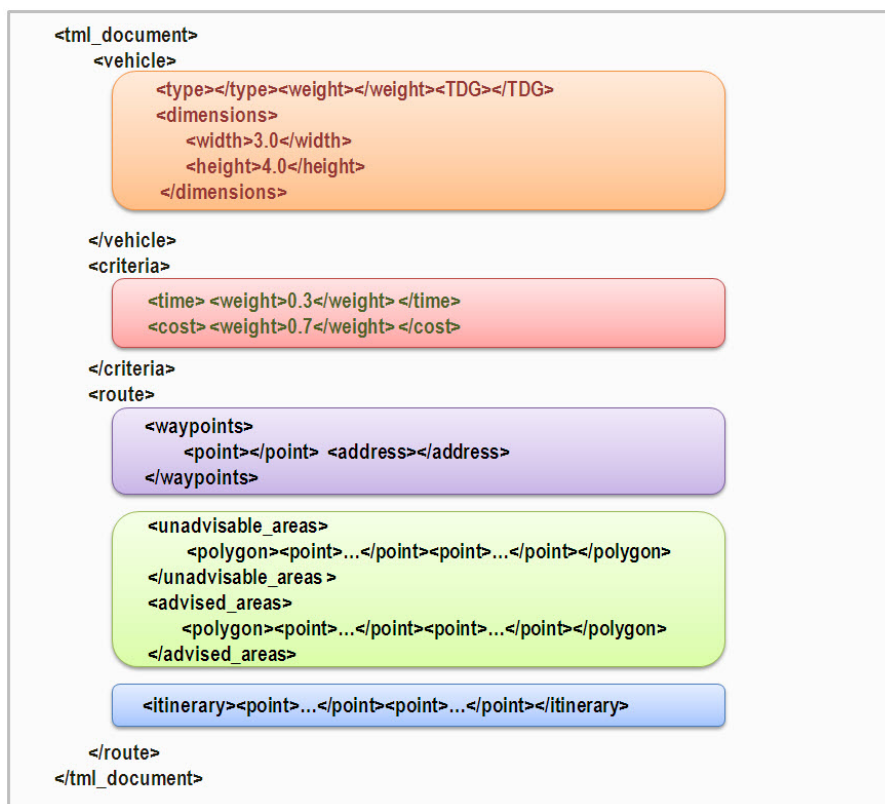 <tml_document>
<vehicle>
<type></type><weight></weight><TDG></TDG>
<dimensions>
<width>3.0</width>
<height>4.0</height>
</dimensions>
</vehicle>
<criteria>
<time> <weight>0.3</weight> </time>
<cost> <weight>0.7</weight> </cost>
</criteria>
<route>
<waypoints>
<point></point> <address></address>
</waypoints>
<unadvisable_areas>
<polygon><point>...</point><point>...</point></polygon>
</unadvisable_areas >
<advised_areas>
<polygon><point>...</point><point>...</point></polygon>
</advised_areas>
<itinerary><point>...</point><point>...</point></itinerary>
</route>
</tml_document>